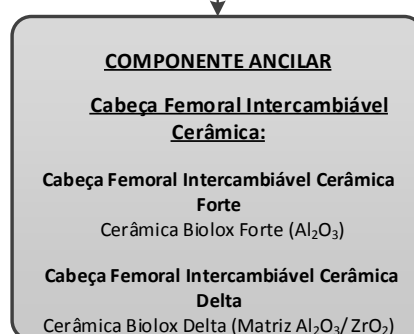 COMPONENTE ANCILAR
Cabeça Femoral Intercambiável
Cerâmica:
Cabeça Femoral Intercambiável Cerâmica
Forte
Cerâmica Biolox Forte (Al₂O₃)
Cabeça Femoral Intercambiável Cerâmica
Delta
Cerâmica Biolox Delta (Matriz Al₂O₃/ ZrO₂)